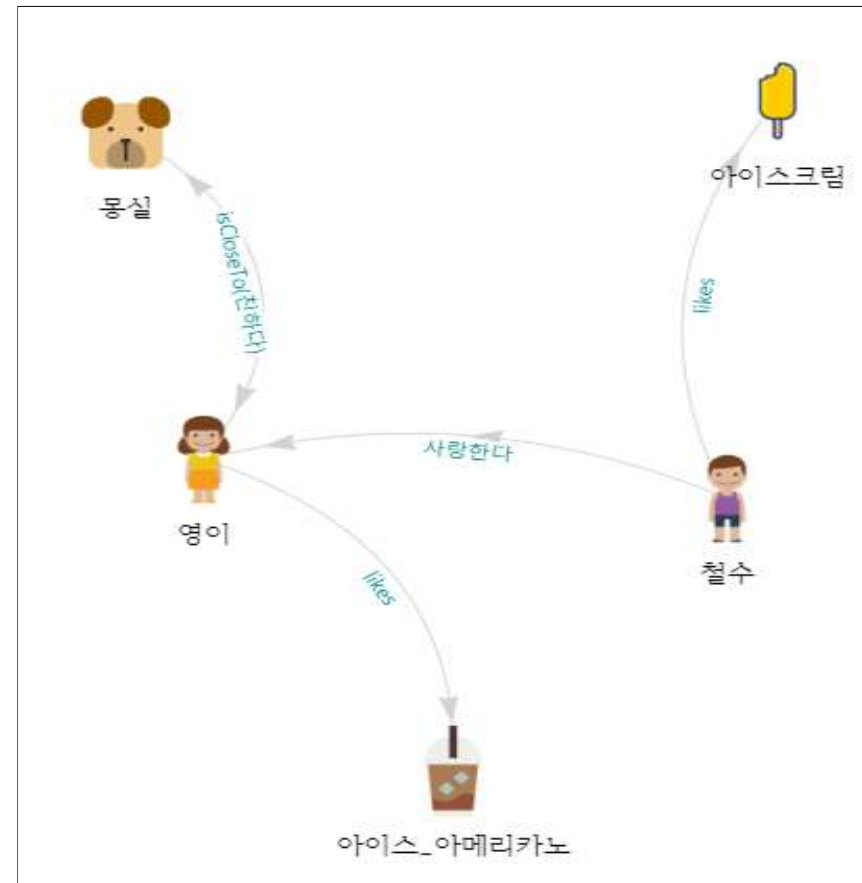 아이스크림
몽실
isCloseTo(친하다)
likes
사랑한다
영이
철수
likes
아이스_아메리카노